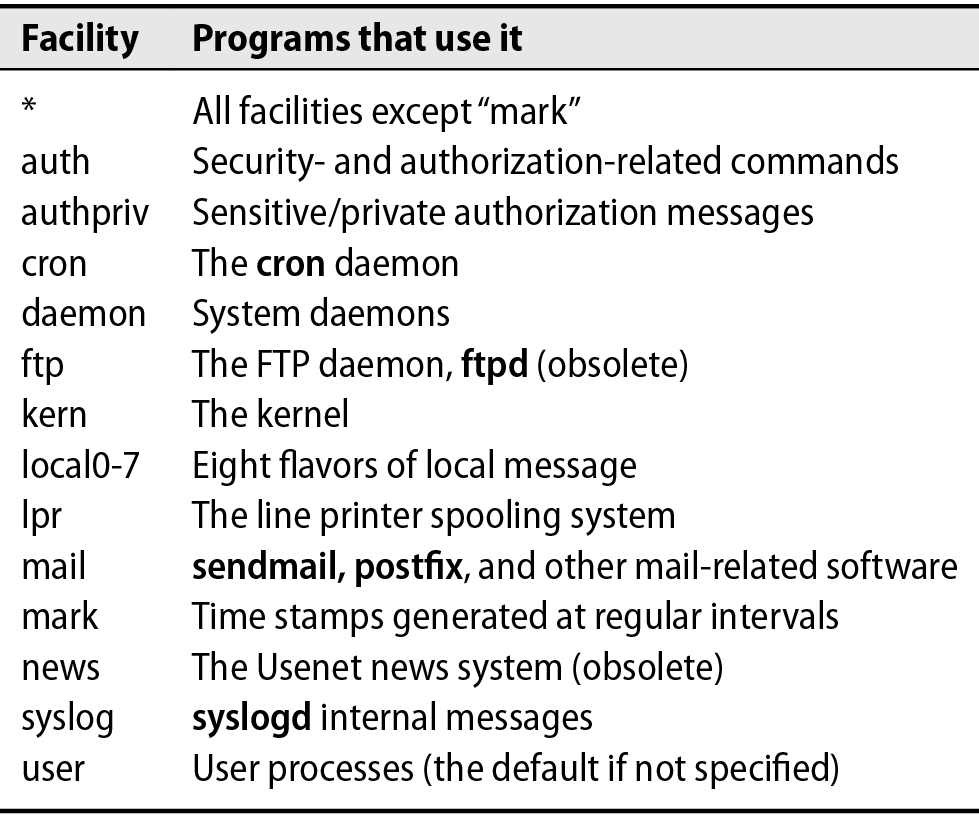 Facility Programs that use it
* All facilities except “mark”
auth Security- and authorization-related commands
authpriv Sensitive/private authorization messages
cron The cron daemon
daemon System daemons
ftp The FTP daemon, ftpd (obsolete)
kern The kernel
local0-7 Eight flavors of local message
lpr The line printer spooling system
mail sendmail, postfix, and other mail-related software
mark Time stamps generated at regular intervals
news The Usenet news system (obsolete)
syslog syslogd internal messages
user User processes (the default if not specified)